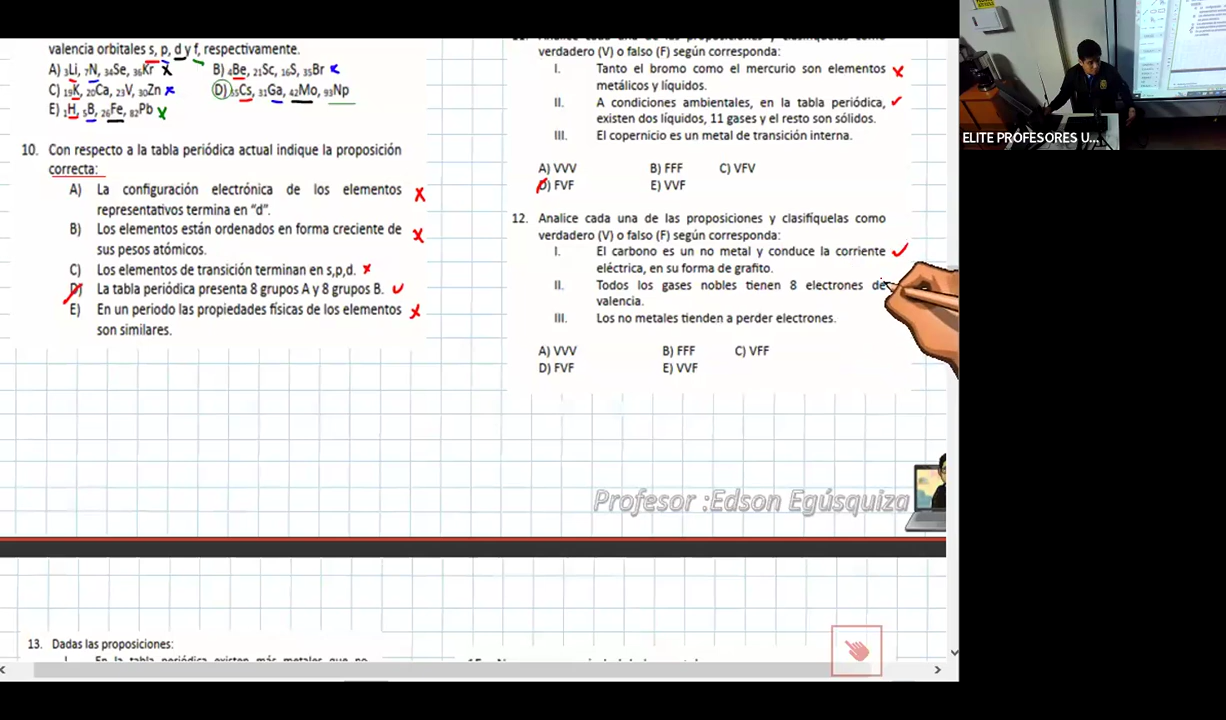 valencia orbitales s, p, d y f, respectivamente.
A) ₃Li, ₇N, ₃₄Se, ₃₆Kr B) ₄Be, ₂₁Sc, ₁₆S, ₃₅Br
C) ₁₉K, ₂₀Ca, ₂₃V, ₃₀Zn D) ₅₅Cs, ₃₁Ga, ₄₂Mo, ₉₃Np
E) ₁H, ₅B, ₂₆Fe, ₈₂Pb
10. Con respecto a la tabla periódica actual indique la proposición
correcta:
A) La configuración electrónica de los elementos
representativos termina en "d".
B) Los elementos están ordenados en forma creciente de
sus pesos atómicos.
C) Los elementos de transición terminan en s,p,d.
D) La tabla periódica presenta 8 grupos A y 8 grupos B.
E) En un periodo las propiedades físicas de los elementos
son similares.
13. Dadas las proposiciones:
I. En la tabla periódica existen más metales que no
verdadero (V) o falso (F) según corresponda:
I. Tanto el bromo como el mercurio son elementos
metálicos y líquidos.
II. A condiciones ambientales, en la tabla periódica,
existen dos líquidos, 11 gases y el resto son sólidos.
III. El copernicio es un metal de transición interna.
A) VVV B) FFF C) VFV
D) FVF E) VVF
12. Analice cada una de las proposiciones y clasifíquelas como
verdadero (V) o falso (F) según corresponda:
I. El carbono es un no metal y conduce la corriente
eléctrica, en su forma de grafito.
II. Todos los gases nobles tienen 8 electrones de
valencia.
III. Los no metales tienden a perder electrones.
A) VVV B) FFF C) VFF
D) FVF E) VVF
Profesor :Edson Egúsquiza
ELITE PROFESORES U...